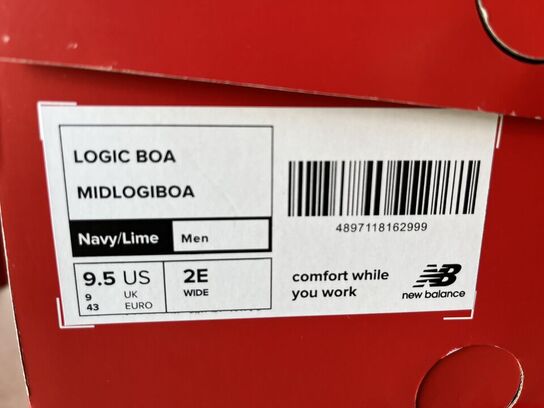 LOGIC BOA
MIDLOGIBOA
Navy/Lime Men
9.5 US
9 UK
43 EURO
2E
WIDE
4897118162999
comfort while
you work
NB
new balance